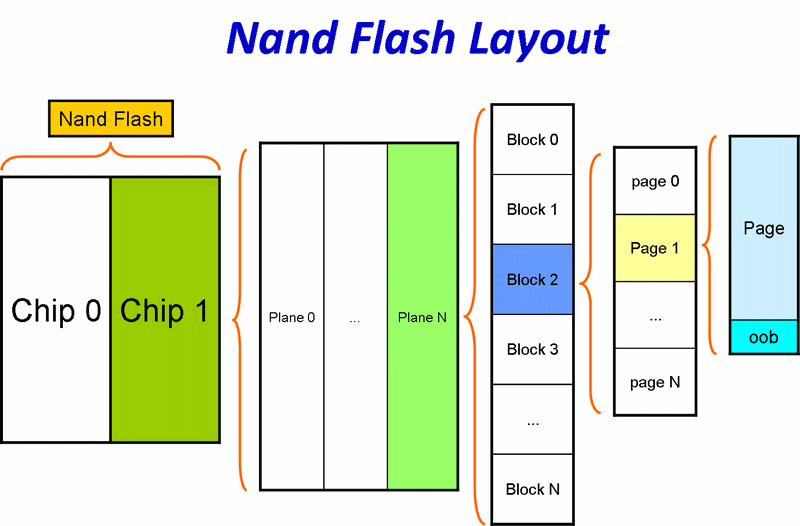 Nand Flash Layout
Nand Flash
Chip 0
Chip 1
Plane 0
...
Plane N
Block 0
Block 1
Block 2
Block 3
...
Block N
page 0
Page 1
...
page N
Page
oob